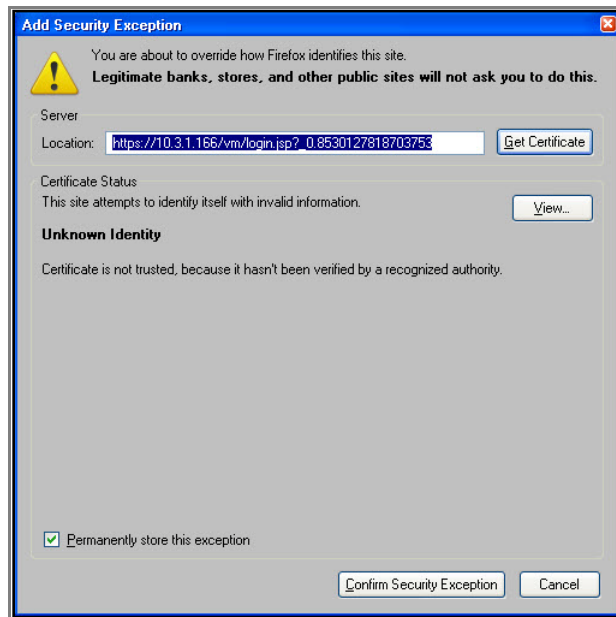 Add Security Exception
You are about to override how Firefox identifies this site.
Legitimate banks, stores, and other public sites will not ask you to do this.
Server
Location: https://10.3.1.166/vm/login.jsp?_0.8530127818703753 Get Certificate
Certificate Status
This site attempts to identify itself with invalid information.
View...
Unknown Identity
Certificate is not trusted, because it hasn't been verified by a recognized authority.
Permanently store this exception
Confirm Security Exception Cancel